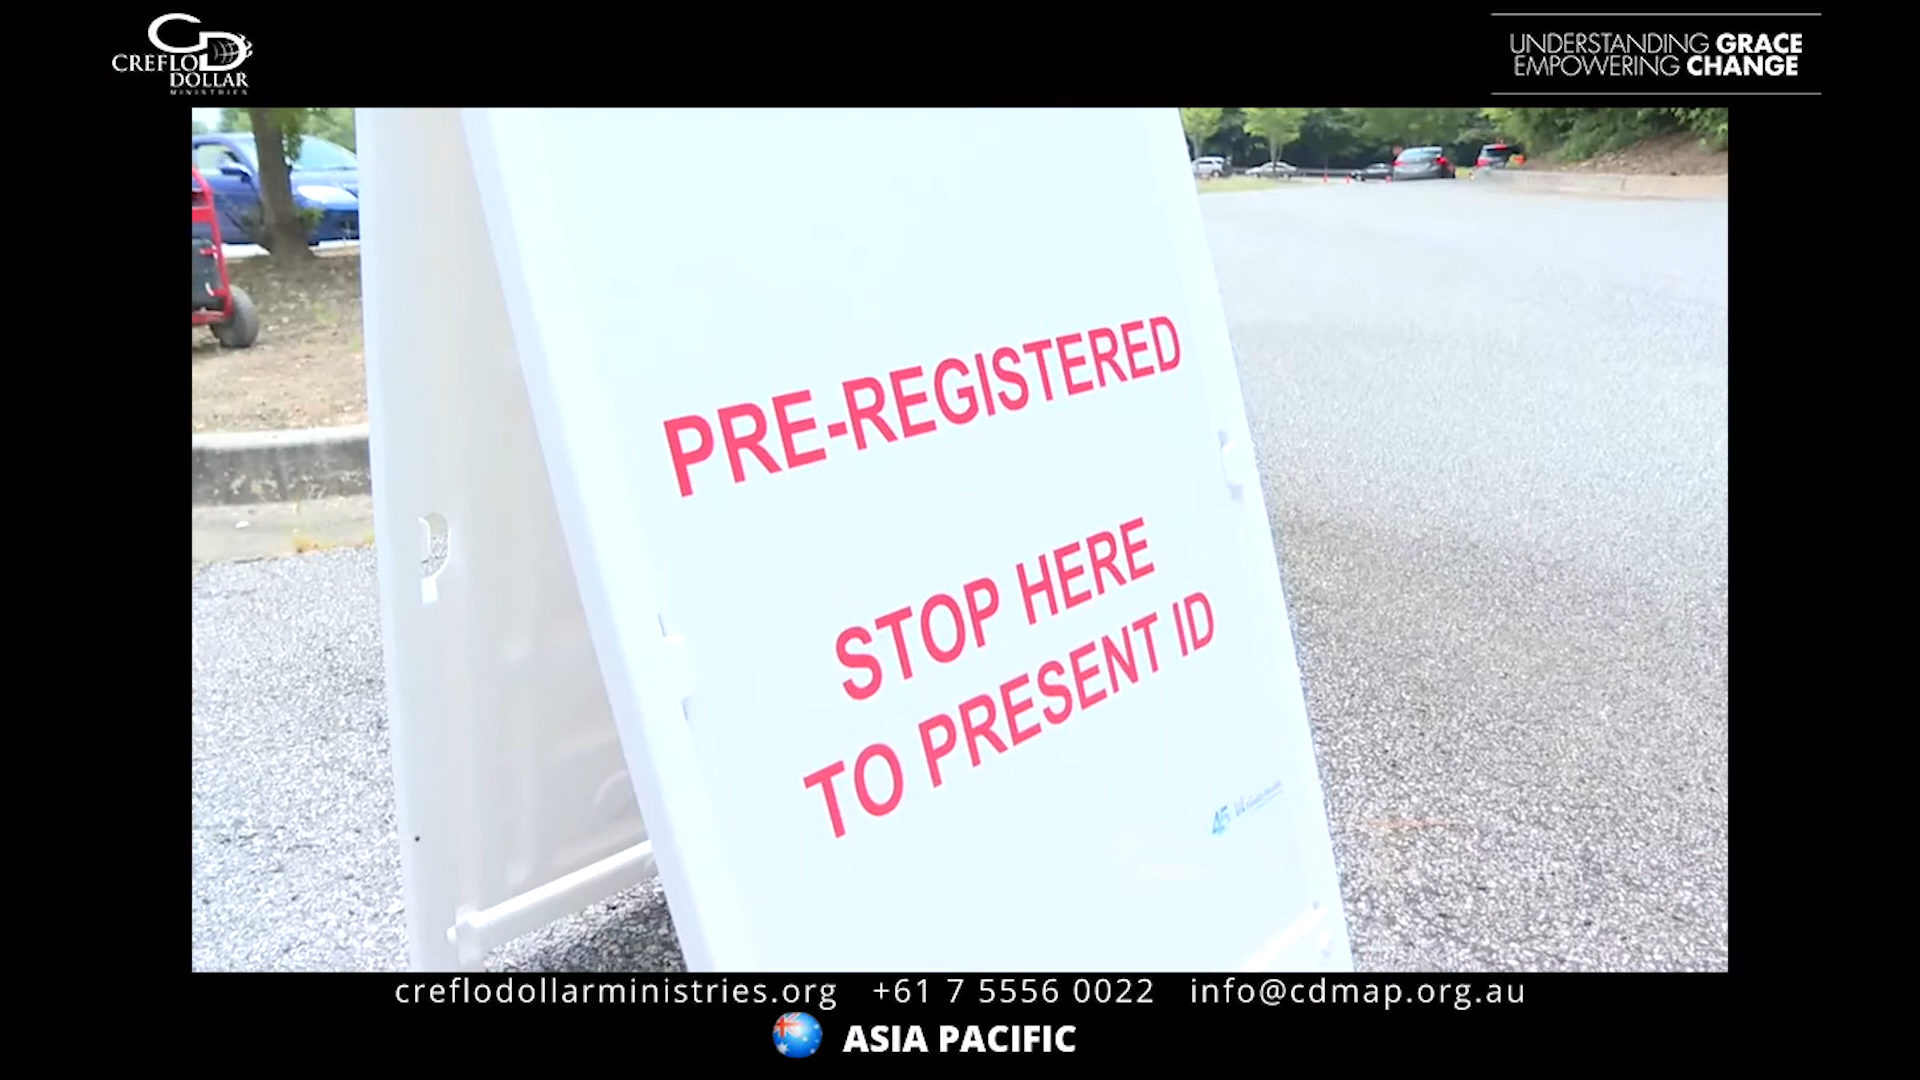 CREFLO
DOLLAR
MINISTRIES
UNDERSTANDING GRACE
EMPOWERING CHANGE
PRE-REGISTERED
STOP HERE
TO PRESENT ID
creflodollarministries.org +61 7 5556 0022 info@cdmap.org.au
ASIA PACIFIC